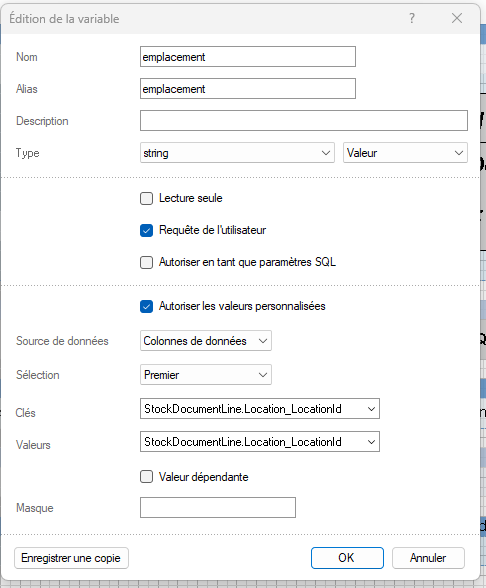 Édition de la variable
Nom
emplacement
Alias
emplacement
Description
Type
string
Valeur
Lecture seule
Requête de l'utilisateur
Autoriser en tant que paramètres SQL
Autoriser les valeurs personnalisées
Source de données
Colonnes de données
Sélection
Premier
Clés
StockDocumentLine.Location_LocationId
Valeurs
StockDocumentLine.Location_LocationId
Valeur dépendante
Masque
Enregistrer une copie
OK
Annuler